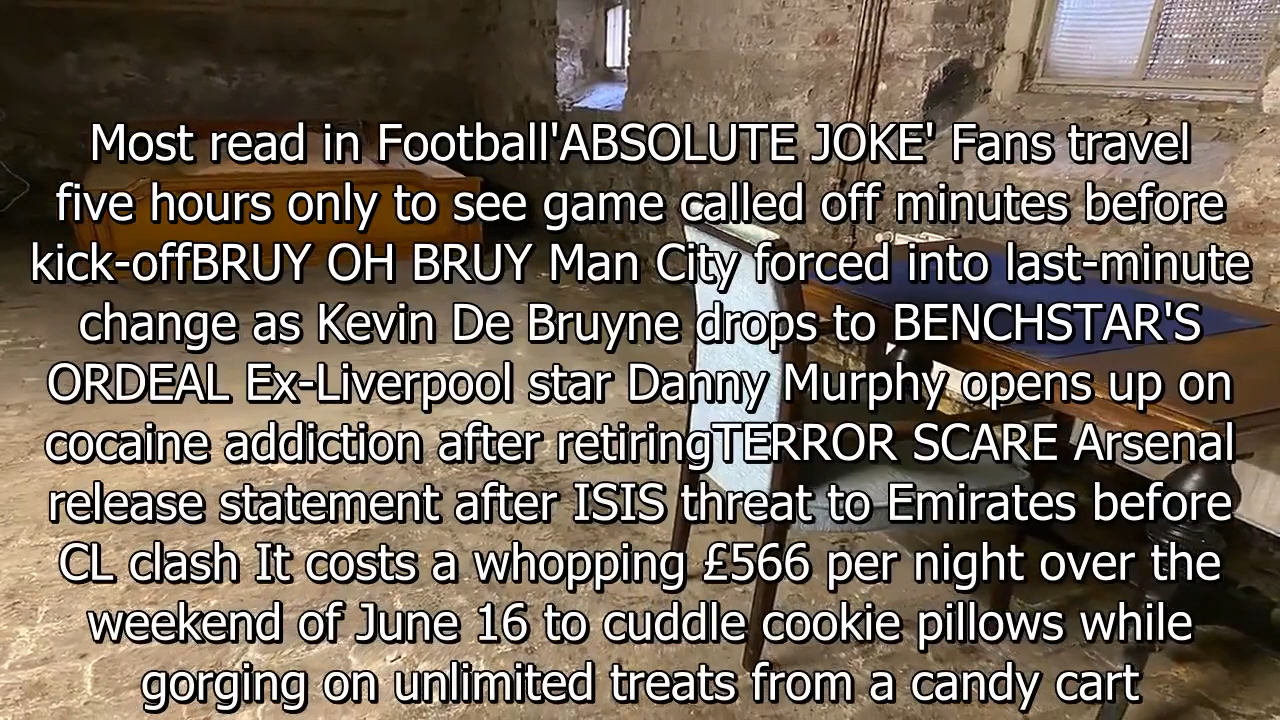 Most read in Football'ABSOLUTE JOKE' Fans travel
five hours only to see game called off minutes before
kick-offBRUY OH BRUY Man City forced into last-minute
change as Kevin De Bruyne drops to BENCHSTAR'S
ORDEAL Ex-Liverpool star Danny Murphy opens up on
cocaine addiction after retiringTERROR SCARE Arsenal
release statement after ISIS threat to Emirates before
CL clash It costs a whopping £566 per night over the
weekend of June 16 to cuddle cookie pillows while
gorging on unlimited treats from a candy cart